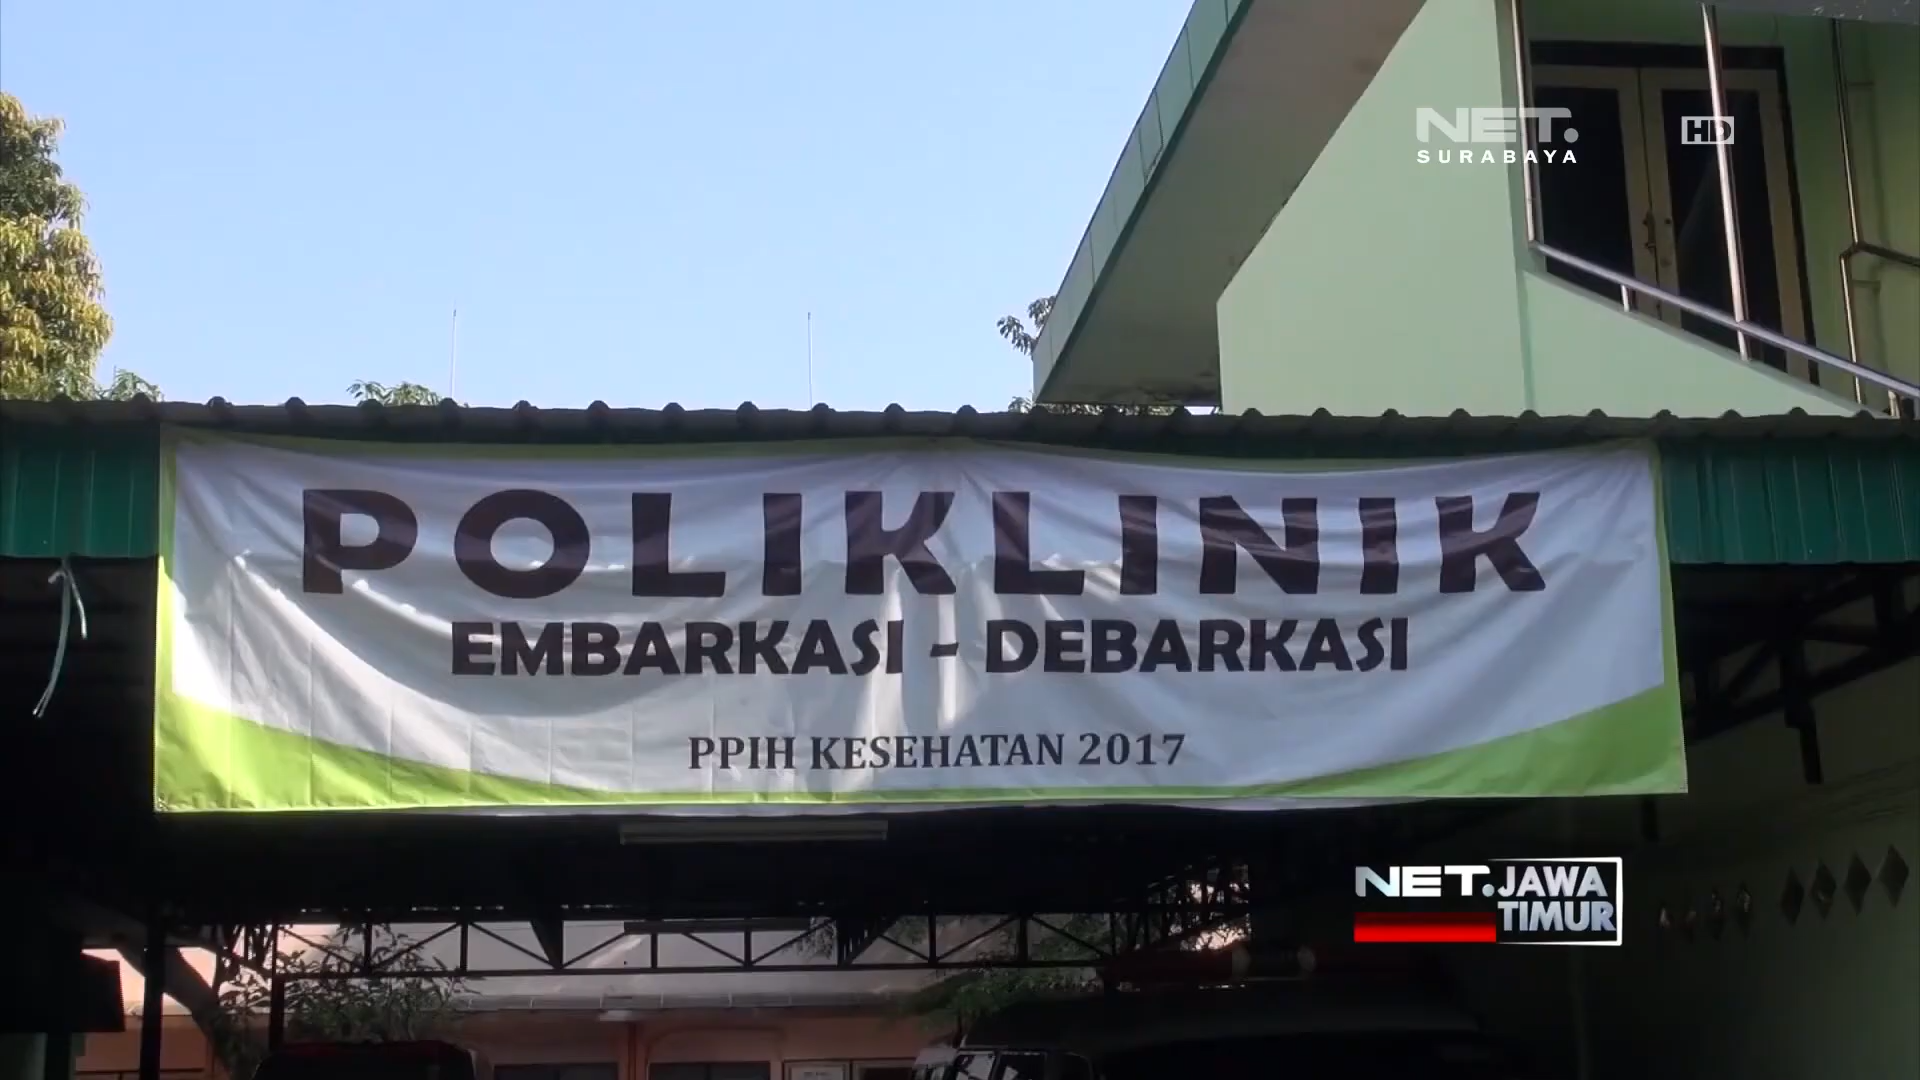 NET.
SURABAYA
HD
POLIKLINIK
EMBARKASI - DEBARKASI
PPIH KESEHATAN 2017
NET. JAWA
TIMUR